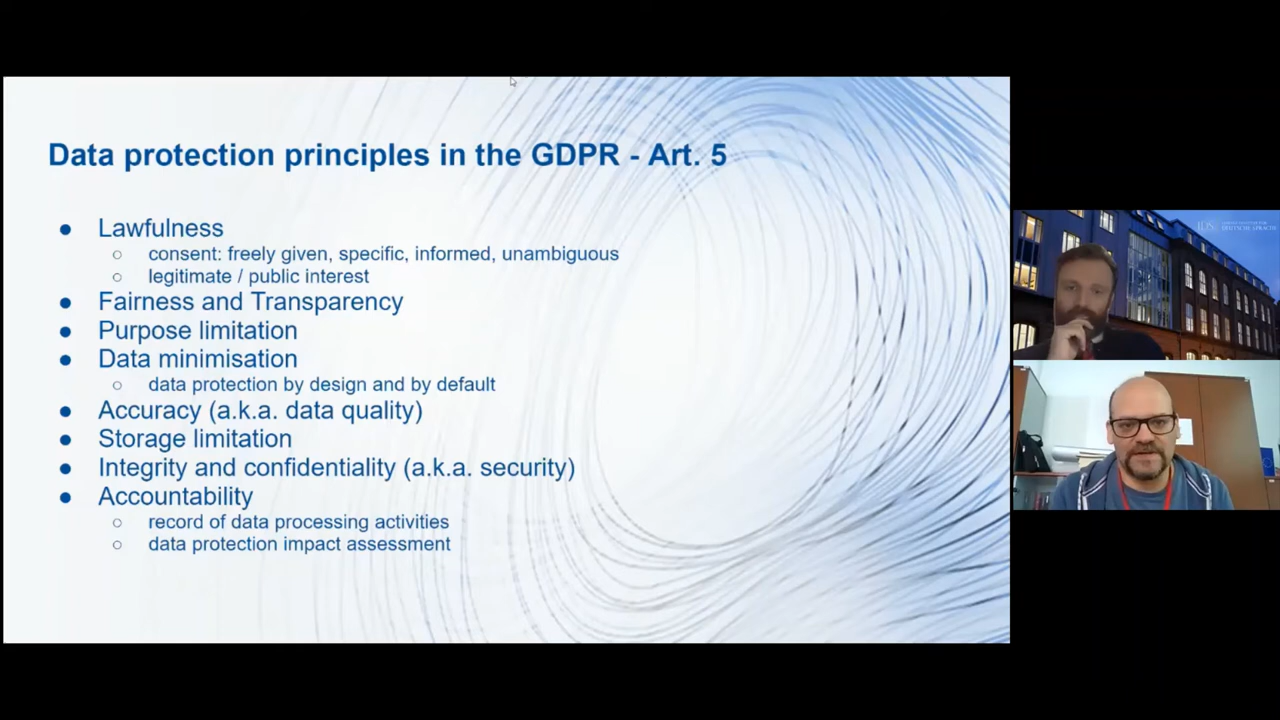 Data protection principles in the GDPR - Art. 5
● Lawfulness
○ consent: freely given, specific, informed, unambiguous
○ legitimate / public interest
● Fairness and Transparency
● Purpose limitation
● Data minimisation
○ data protection by design and by default
● Accuracy (a.k.a. data quality)
● Storage limitation
● Integrity and confidentiality (a.k.a. security)
● Accountability
○ record of data processing activities
○ data protection impact assessment
DEUTSCHE SPRACHE